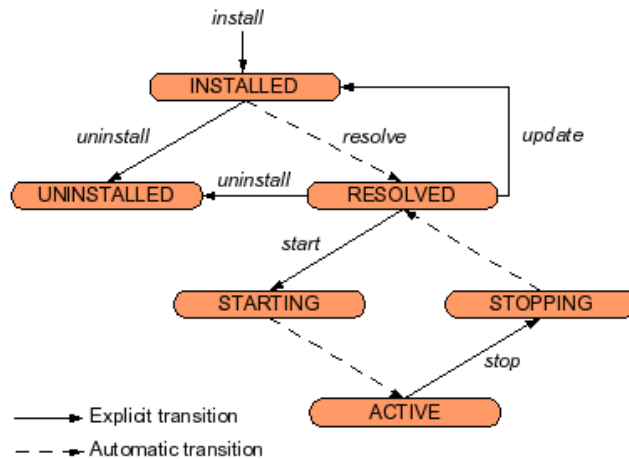 install
INSTALLED
uninstall
resolve
update
UNINSTALLED
uninstall
RESOLVED
start
STARTING
STOPPING
stop
ACTIVE
Explicit transition
Automatic transition